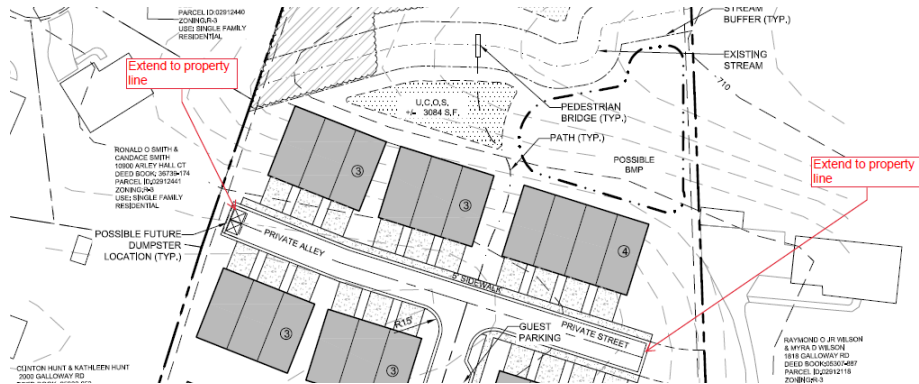 PARCEL ID:02912440
ZONING:R-3
USE: SINGLE FAMILY
RESIDENTIAL
Extend to property
line
STREAM
BUFFER (TYP.)
EXISTING
STREAM
710
U.C.O.S.
+/- 3084 S.F.
PEDESTRIAN
BRIDGE (TYP.)
PATH (TYP.)
POSSIBLE
BMP
Extend to property
line
RONALD O SMITH &
CANDACE SMITH
10900 ARLEY HALL CT
DEED BOOK: 36739-174
PARCEL ID:02912441
ZONING:R-3
USE: SINGLE FAMILY
RESIDENTIAL
3
3
4
POSSIBLE FUTURE
DUMPSTER
LOCATION (TYP.)
PRIVATE ALLEY
5' SIDEWALK
PRIVATE STREET
R15'
GUEST
PARKING
3
3
RAYMOND O JR WILSON
& MYRA D WILSON
1818 GALLOWAY RD
PARCEL ID:02912118
ZONING:R-3
CLINTON HUNT & KATHLEEN HUNT
2000 GALLOWAY RD